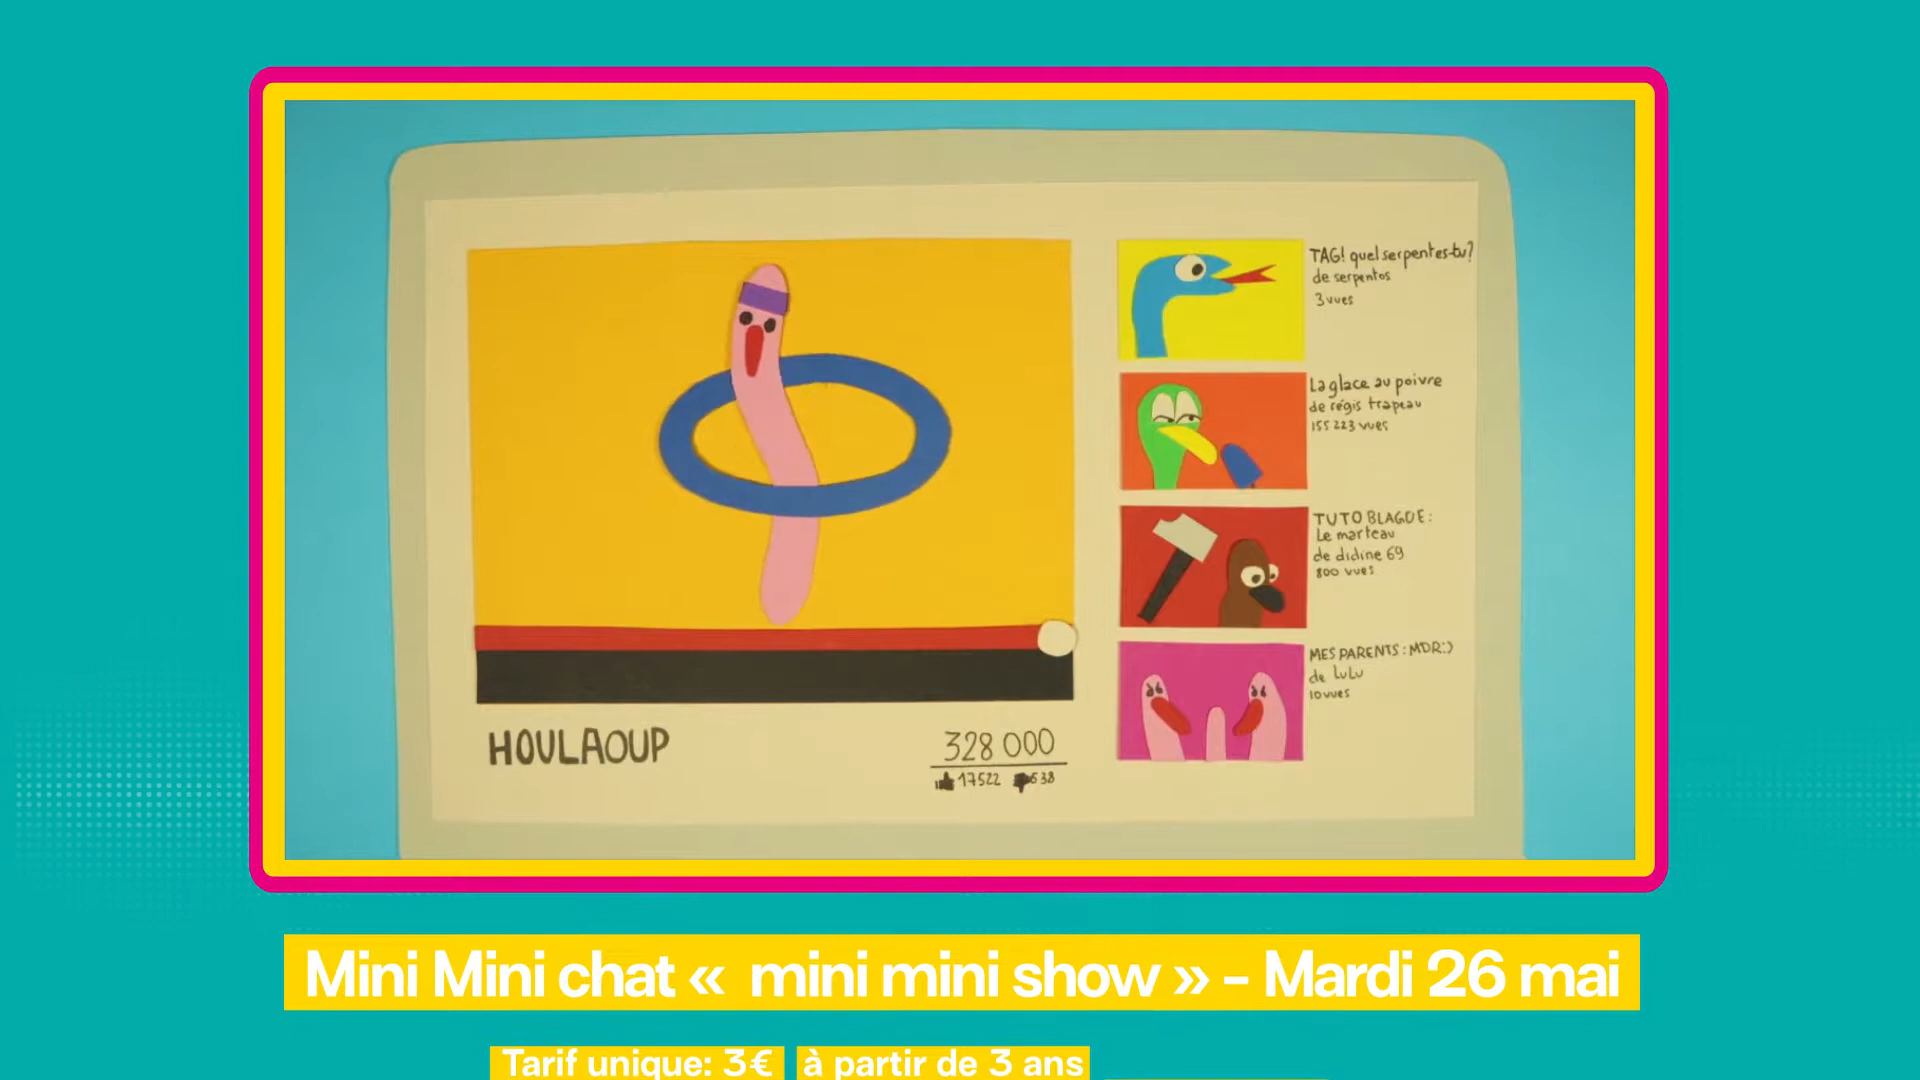 TAG! quel serpentes-tu?
de serpentos
3 vues
La glace au poivre
de régis trapeau
155 223 vues
TUTO BLAGUE:
Le marteau
de didine 69
800 vues
MES PARENTS : MDR:)
de LuLu
10 vues
HOULAOUP
328 000
17522 638
Mini Mini chat « mini mini show » - Mardi 26 mai
Tarif unique: 3€ à partir de 3 ans